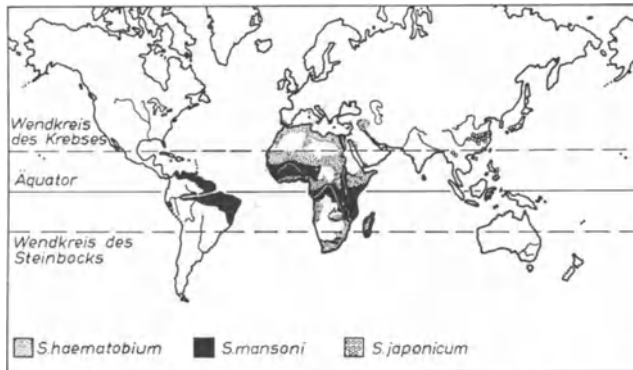 Wendkreis
des Krebses
Äquator
Wendkreis des
Steinbocks
S.haematobium S.mansoni S.japonicum